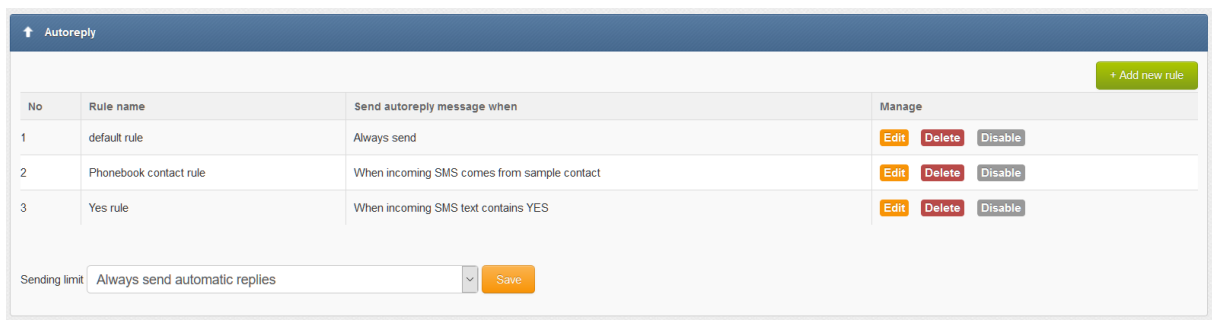 Autoreply
+ Add new rule
No Rule name Send autoreply message when Manage
1 default rule Always send Edit Delete Disable
2 Phonebook contact rule When incoming SMS comes from sample contact Edit Delete Disable
3 Yes rule When incoming SMS text contains YES Edit Delete Disable
Sending limit Always send automatic replies Save